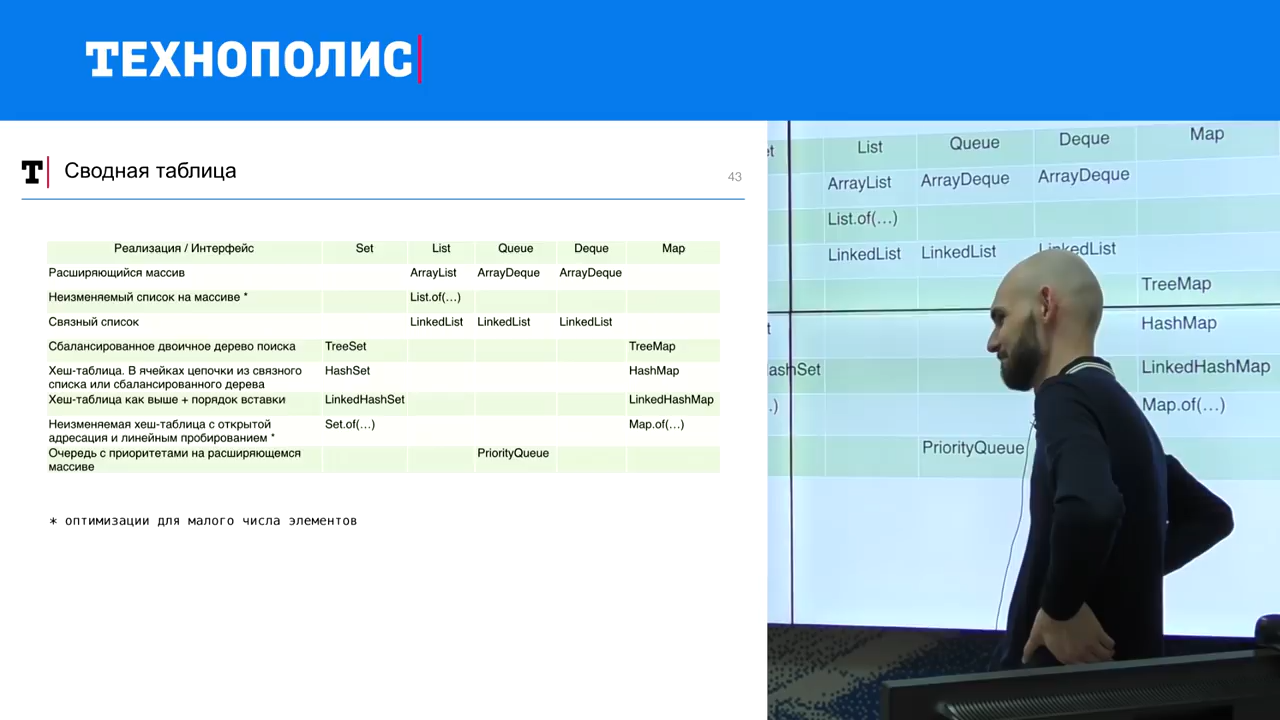 ТЕХНОПОЛИС
Т Сводная таблица
43
Реализация / Интерфейс Set List Queue Deque Map
Расширяющийся массив ArrayList ArrayDeque ArrayDeque
Неизменяемый список на массиве * List.of(…)
Связный список LinkedList LinkedList LinkedList
Сбалансированное двоичное дерево поиска TreeSet TreeMap
Хеш-таблица. В ячейках цепочки из связного
списка или сбалансированного дерева HashSet HashMap
Хеш-таблица как выше + порядок вставки LinkedHashSet LinkedHashMap
Неизменяемая хеш-таблица с открытой
адресация и линейным пробированием * Set.of(…) Map.of(…)
Очередь с приоритетами на расширяющемся
массиве PriorityQueue
* оптимизации для малого числа элементов
et List Queue Deque Map
ArrayList ArrayDeque ArrayDeque
List.of(…)
LinkedList LinkedList LinkedList
TreeMap
t HashMap
ashSet LinkedHashMap
.) Map.of(…)
PriorityQueue